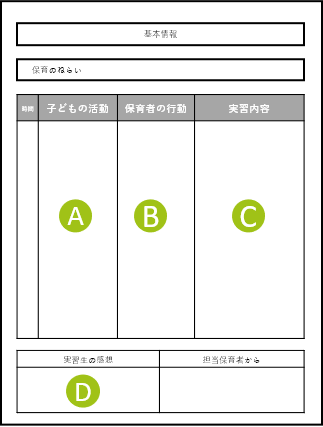 基本情報
保育のねらい
時間 子どもの活動 保育者の行動 実習内容
A B C
実習生の感想 担当保育者から
D